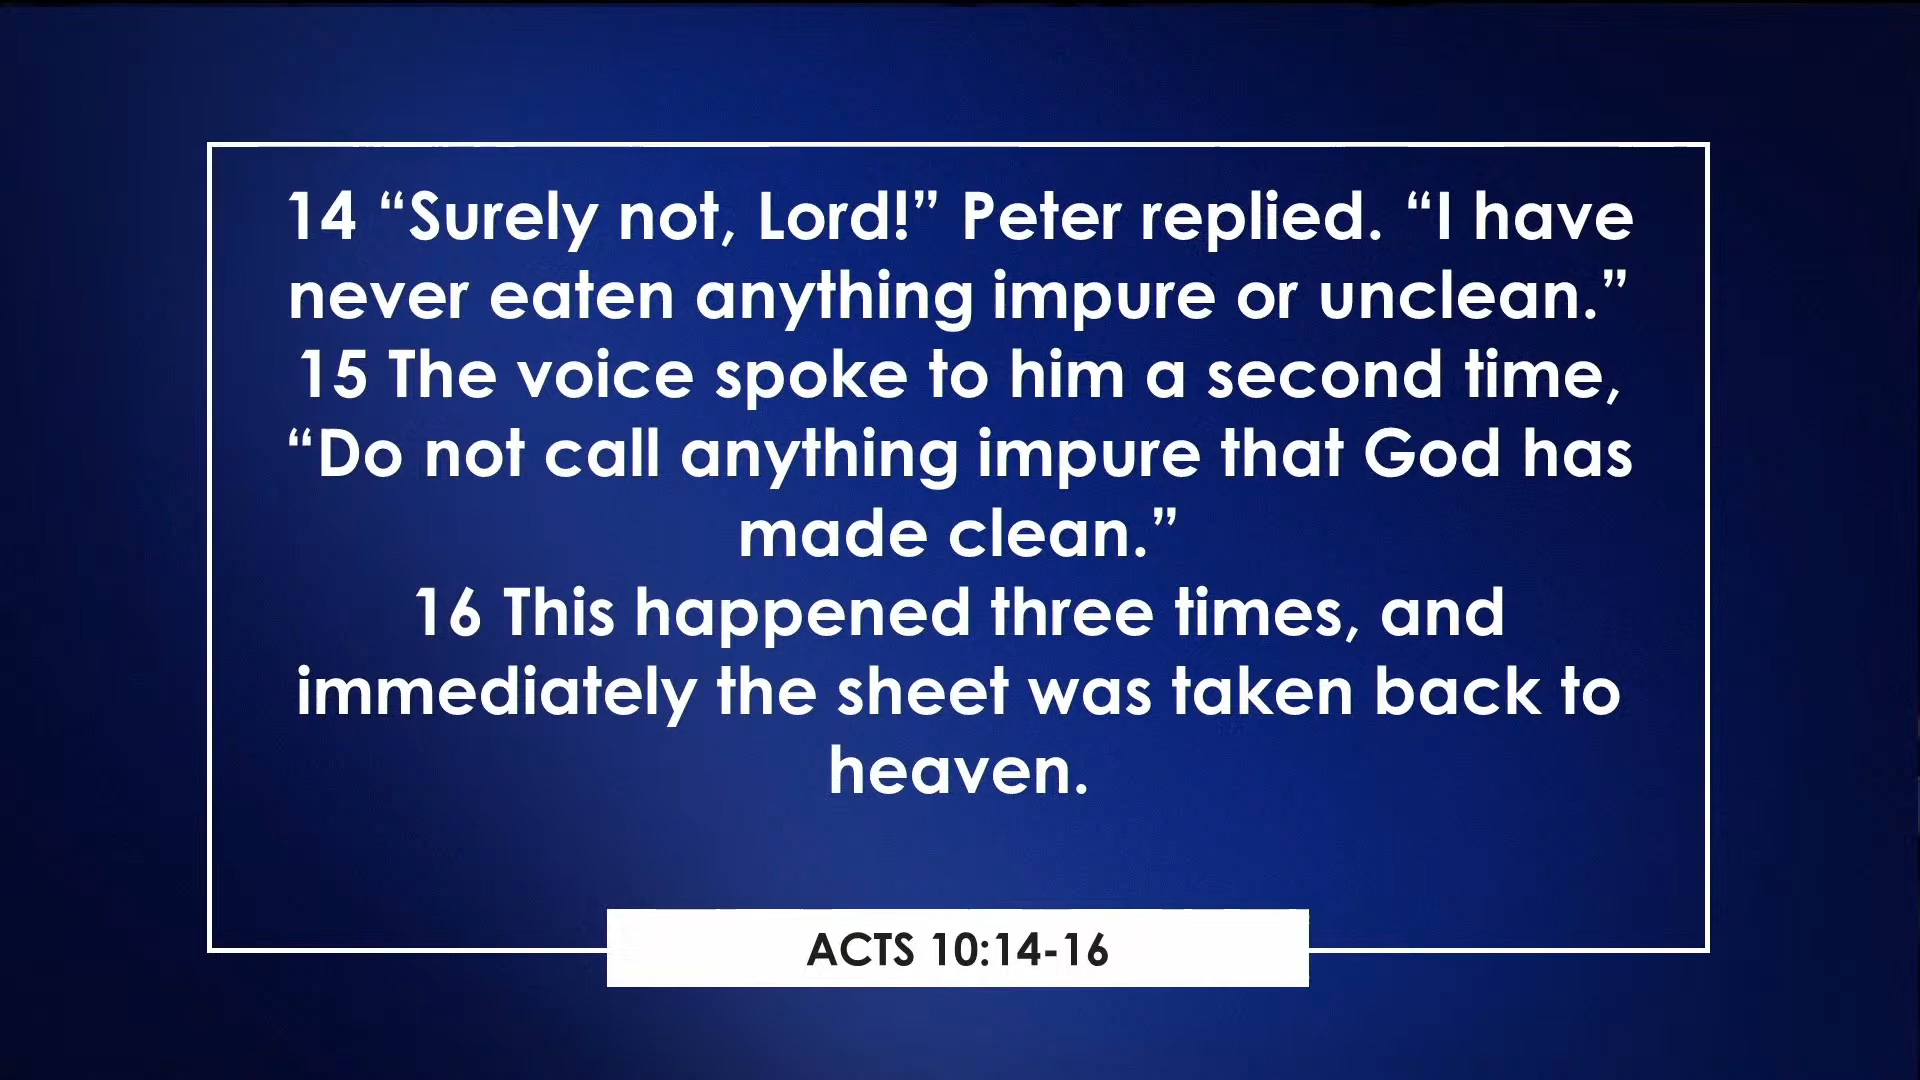 14 “Surely not, Lord!” Peter replied. “I have
never eaten anything impure or unclean.”
15 The voice spoke to him a second time,
“Do not call anything impure that God has
made clean.”
16 This happened three times, and
immediately the sheet was taken back to
heaven.
ACTS 10:14-16